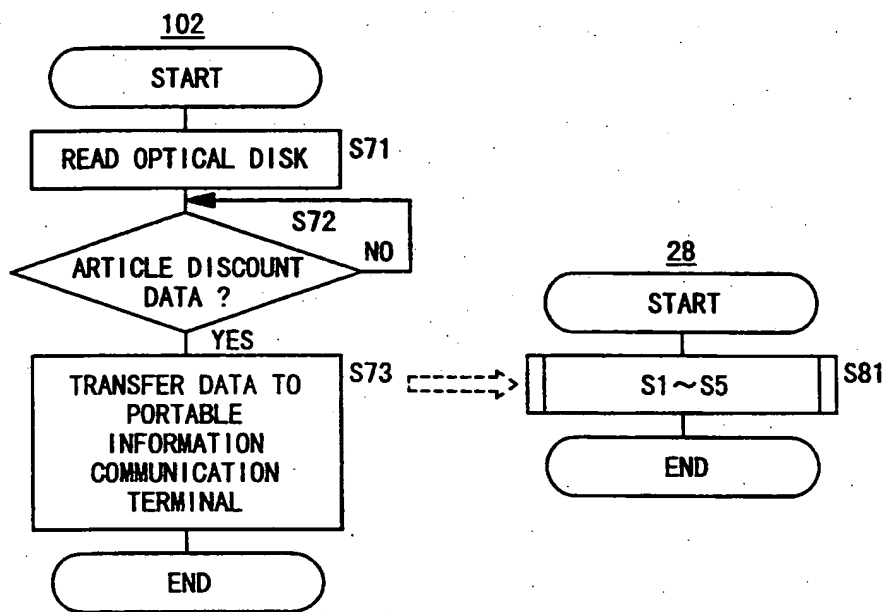 102
START
READ OPTICAL DISK
S71
S72
NO
ARTICLE DISCOUNT
DATA ?
YES
TRANSFER DATA TO
PORTABLE
INFORMATION
COMMUNICATION
TERMINAL
S73
END
28
START
S1～S5
S81
END